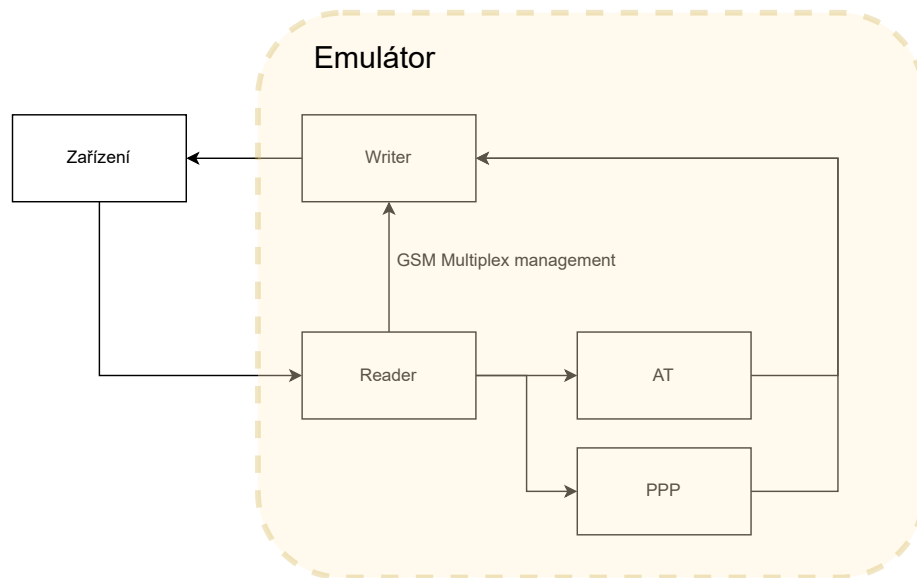 Emulátor
Zařízení
Writer
GSM Multiplex management
Reader
AT
PPP